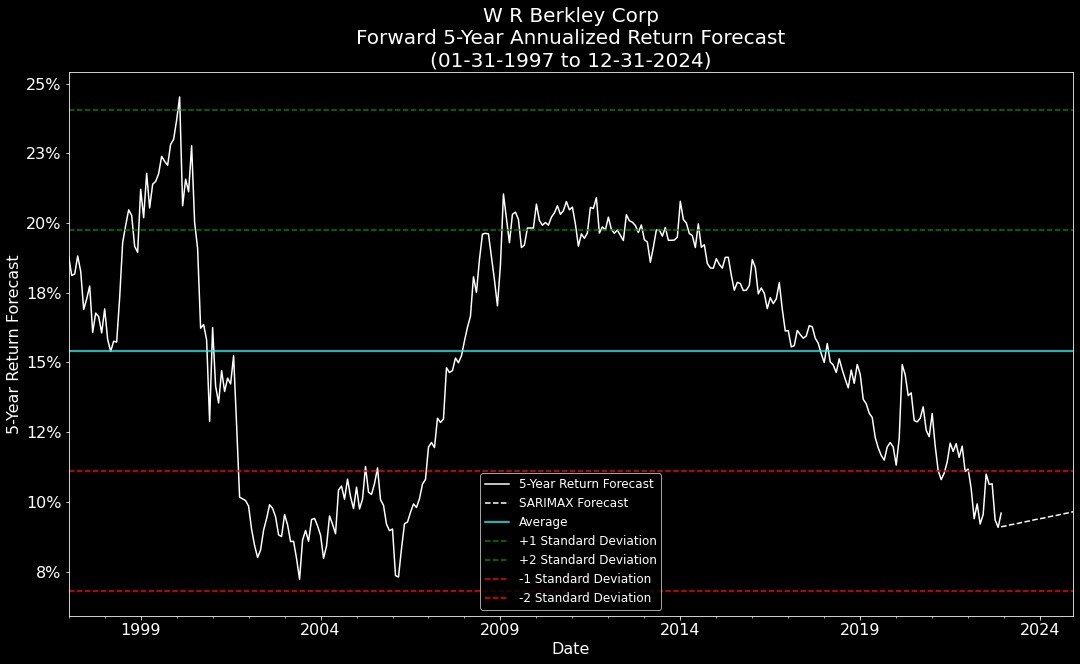 W R Berkley Corp
Forward 5-Year Annualized Return Forecast
(01-31-1997 to 12-31-2024)
25%
23%
20%
18%
15%
12%
10%
8%
5-Year Return Forecast
5-Year Return Forecast
SARIMAX Forecast
Average
+1 Standard Deviation
+2 Standard Deviation
-1 Standard Deviation
-2 Standard Deviation
1999
2004
2009
2014
2019
2024
Date